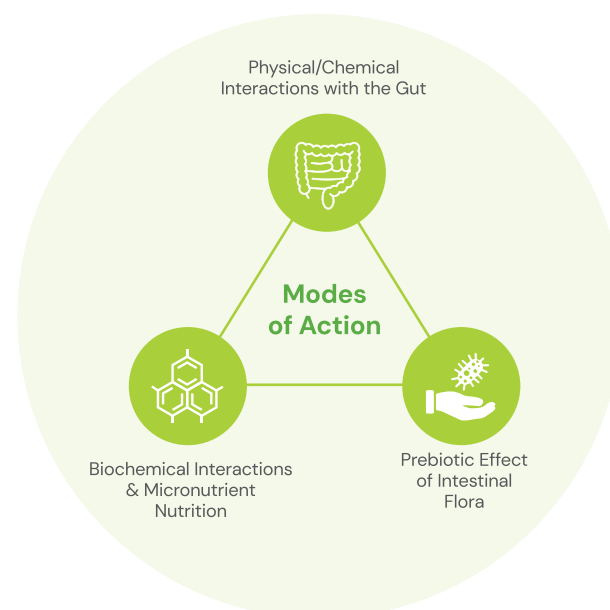 Physical/Chemical
Interactions with the Gut
Modes
of Action
Biochemical Interactions
& Micronutrient
Nutrition
Prebiotic Effect
of Intestinal
Flora